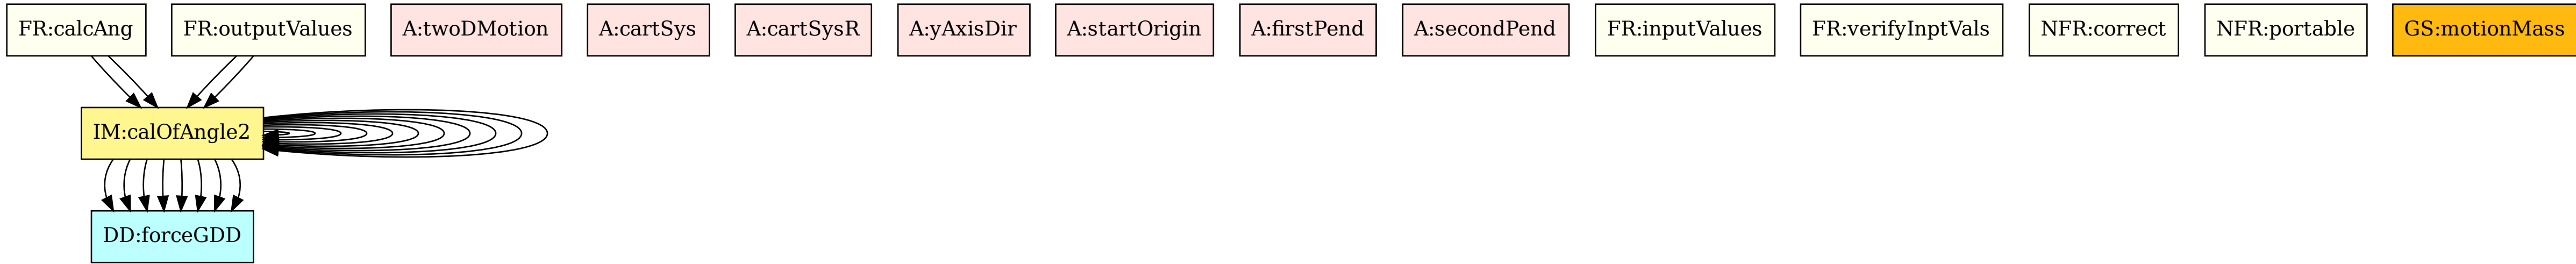 FR:calcAng
FR:outputValues
A:twoDMotion
A:cartSys
A:cartSysR
A:yAxisDir
A:startOrigin
A:firstPend
A:secondPend
FR:inputValues
FR:verifyInptVals
NFR:correct
NFR:portable
GS:motionMass
IM:calOfAngle2
DD:forceGDD